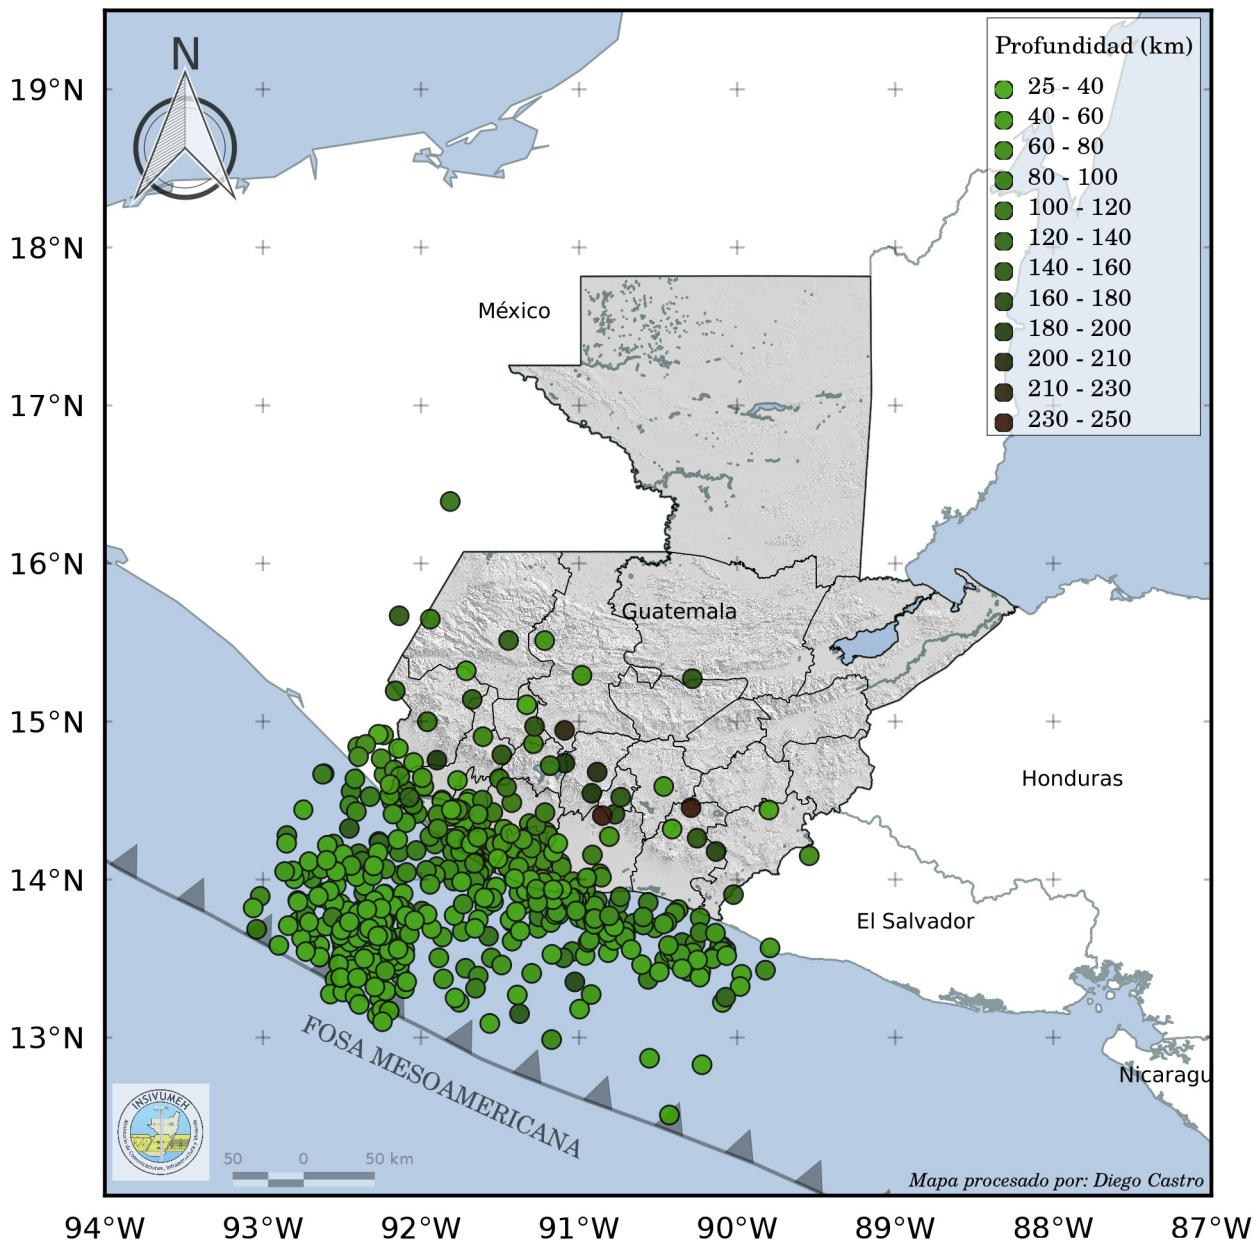 N
Profundidad (km)
25 - 40
40 - 60
60 - 80
80 - 100
100 - 120
120 - 140
140 - 160
160 - 180
180 - 200
200 - 210
210 - 230
230 - 250
19°N
18°N
17°N
16°N
15°N
14°N
13°N
México
Guatemala
Honduras
El Salvador
Nicaragu
FOSA MESOAMERICANA
INSIVUMEH
50 0 50 km
Mapa procesado por: Diego Castro
94°W 93°W 92°W 91°W 90°W 89°W 88°W 87°W